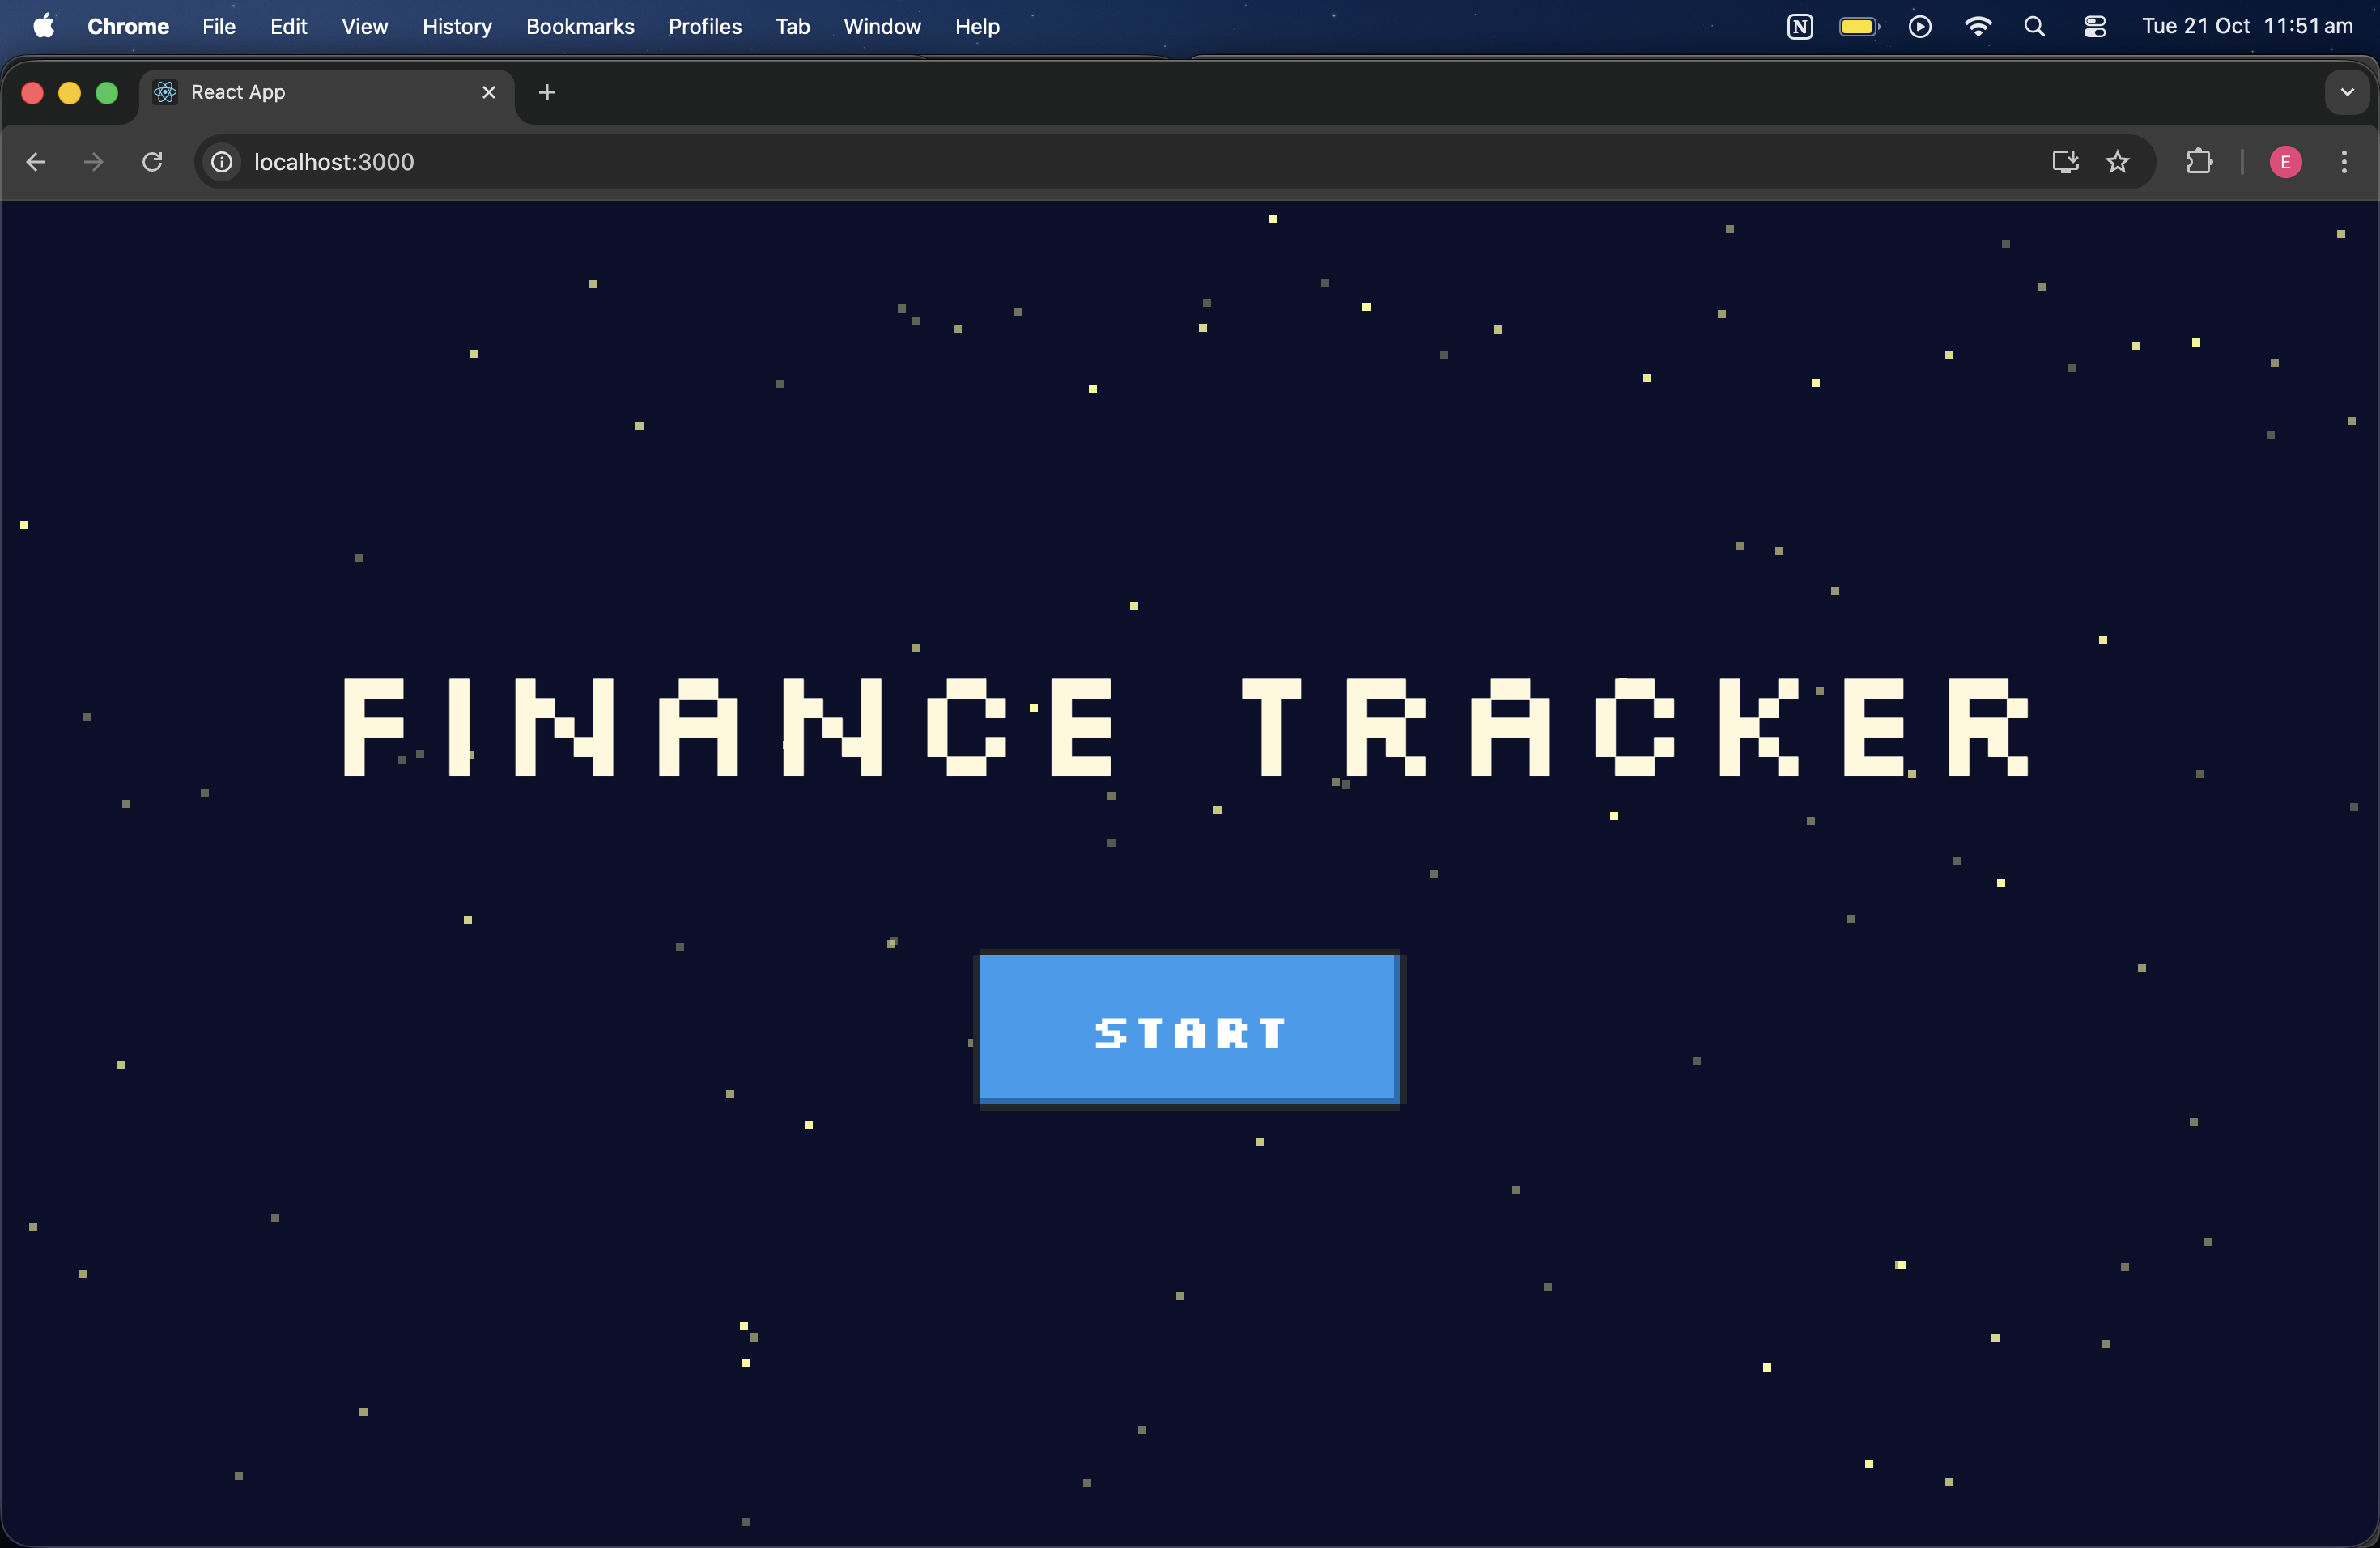 Chrome File Edit View History Bookmarks Profiles Tab Window Help N Tue 21 Oct 11:51 am
React App
localhost:3000 E
FINANCE TRACKER
START